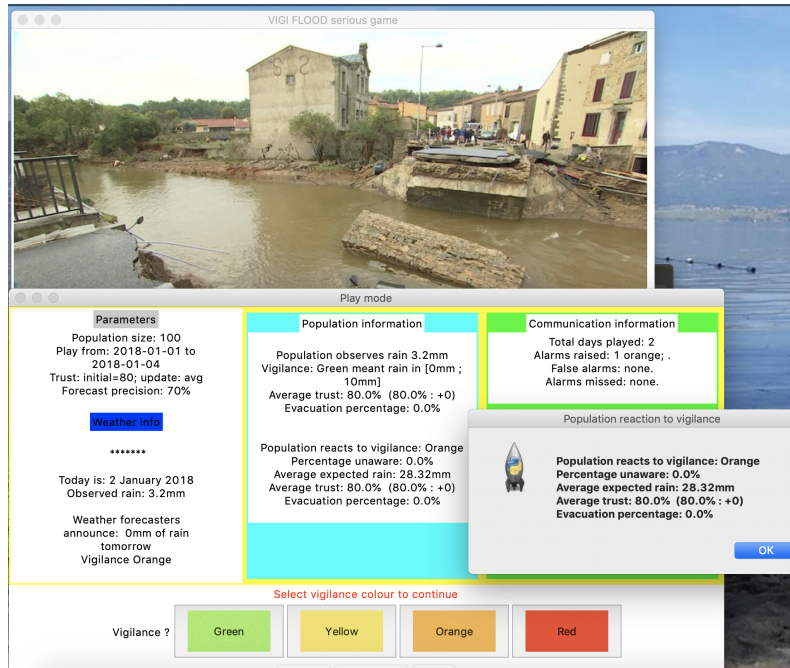 VIGI FLOOD serious game
Play mode
Parameters
Population size: 100
Play from: 2018-01-01 to
2018-01-04
Trust: initial=80; update: avg
Forecast precision: 70%
Weather info
*******
Today is: 2 January 2018
Observed rain: 3.2mm
Weather forecasters
announce:  0mm of rain
tomorrow
Vigilance Orange
Population information
Population observes rain 3.2mm
Vigilance: Green meant rain in [0mm ;
10mm]
Average trust: 80.0%  (80.0% : +0)
Evacuation percentage: 0.0%
Population reacts to vigilance: Orange
Percentage unaware: 0.0%
Average expected rain: 28.32mm
Average trust: 80.0%  (80.0% : +0)
Evacuation percentage: 0.0%
Communication information
Total days played: 2
Alarms raised: 1 orange; .
False alarms: none.
Alarms missed: none.
Population reaction to vigilance
Population reacts to vigilance: Orange
Percentage unaware: 0.0%
Average expected rain: 28.32mm
Average trust: 80.0%  (80.0% : +0)
Evacuation percentage: 0.0%
OK
Select vigilance colour to continue
Vigilance ?
Green
Yellow
Orange
Red